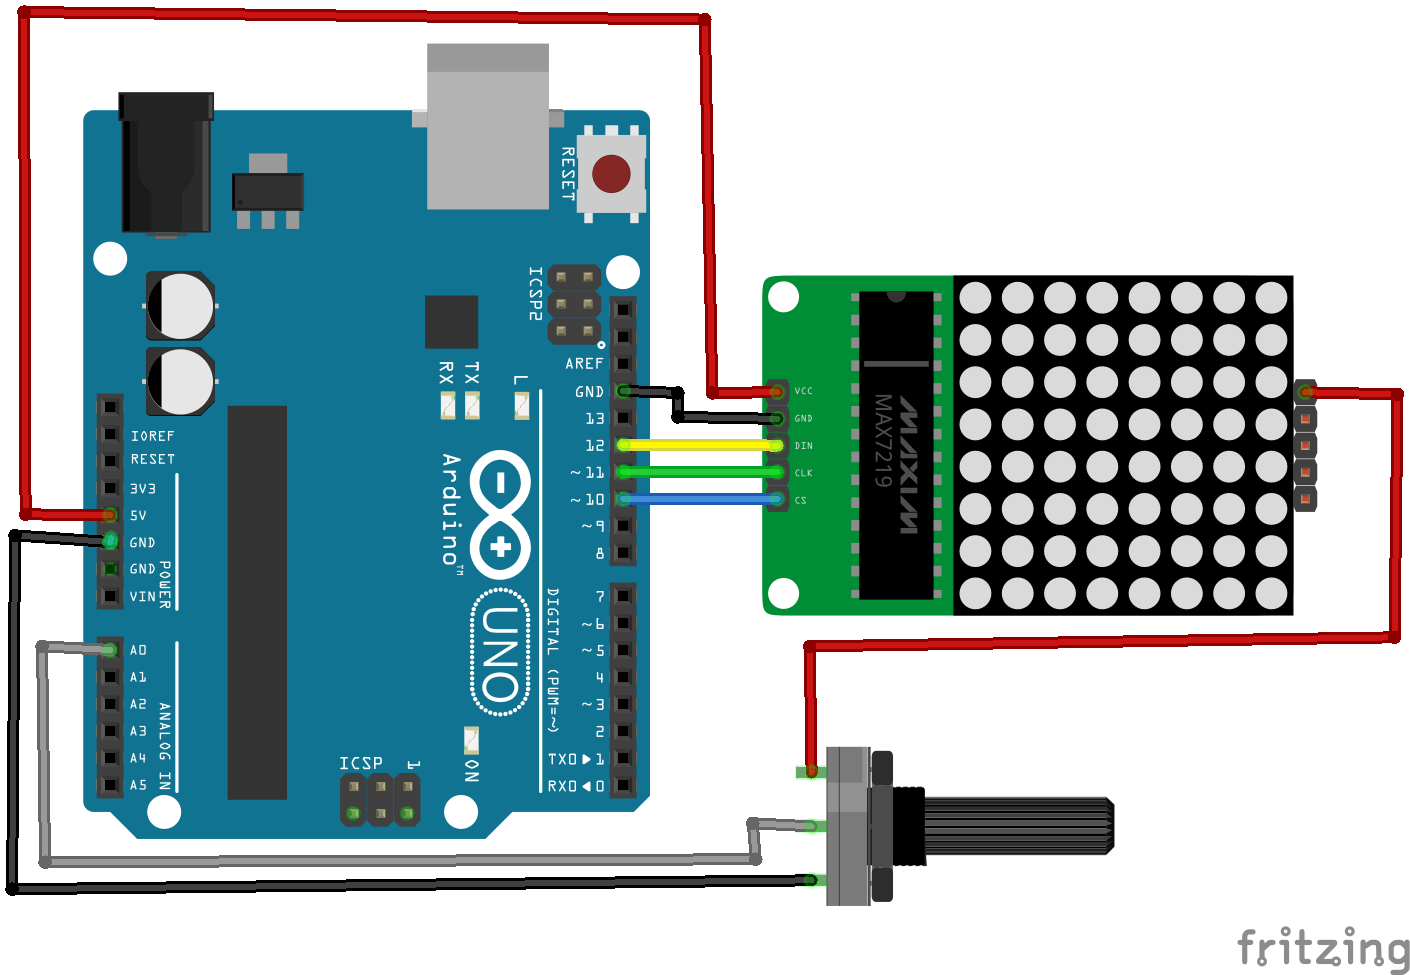 RESET
ICSP2
AREF
GND
13
12
~11
~10
~9
8
7
~6
~5
4
~3
2
TX0▶1
RX0◀0
DIGITAL (PWM=~)
IOREF
RESET
3V3
5V
GND
GND
VIN
POWER
A0
A1
A2
A3
A4
A5
ANALOG IN
RX
TX
L
Arduino™
UNO
ON
ICSP
1
VCC
GND
DIN
CLK
CS
MAXIM
MAX7219
fritzing